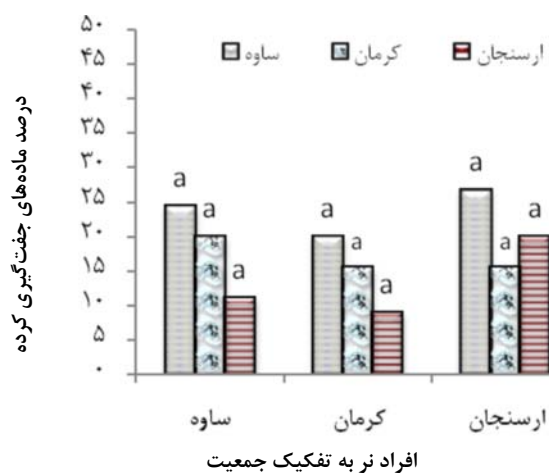 درصد ماده‌های جفت‌گیری کرده
۵۰
۴۵
۴۰
۳۵
۳۰
۲۵
۲۰
۱۵
۱۰
۵
۰
ساوه کرمان ارسنجان
a a a
a a a
a a a
ساوه کرمان ارسنجان
افراد نر به تفکیک جمعیت